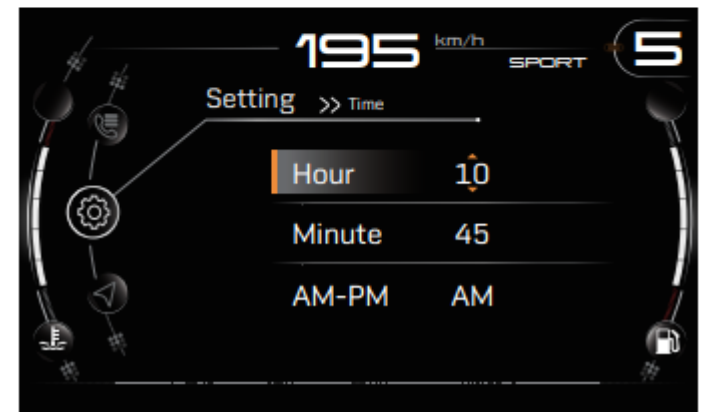 195 km/h
SPORT
5
Setting >> Time
Hour 10
Minute 45
AM-PM AM